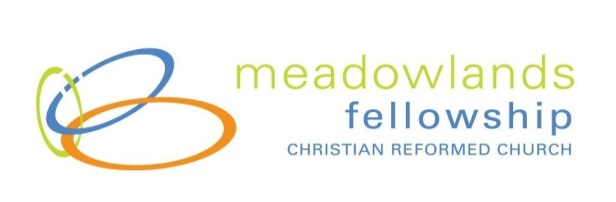 meadowlands
fellowship
CHRISTIAN REFORMED CHURCH